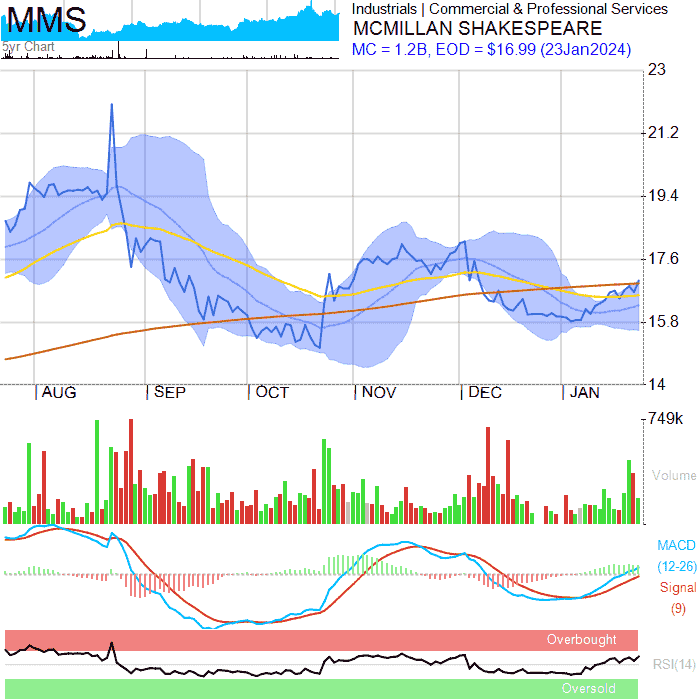 MMS
5yr Chart
Industrials | Commercial & Professional Services
MCMILLAN SHAKESPEARE
MC = 1.2B, EOD = $16.99 (23Jan2024)
23
21.2
19.4
17.6
15.8
14
AUG
SEP
OCT
NOV
DEC
JAN
749k
Volume
MACD
(12-26)
Signal
(9)
Overbought
RSI(14)
Oversold